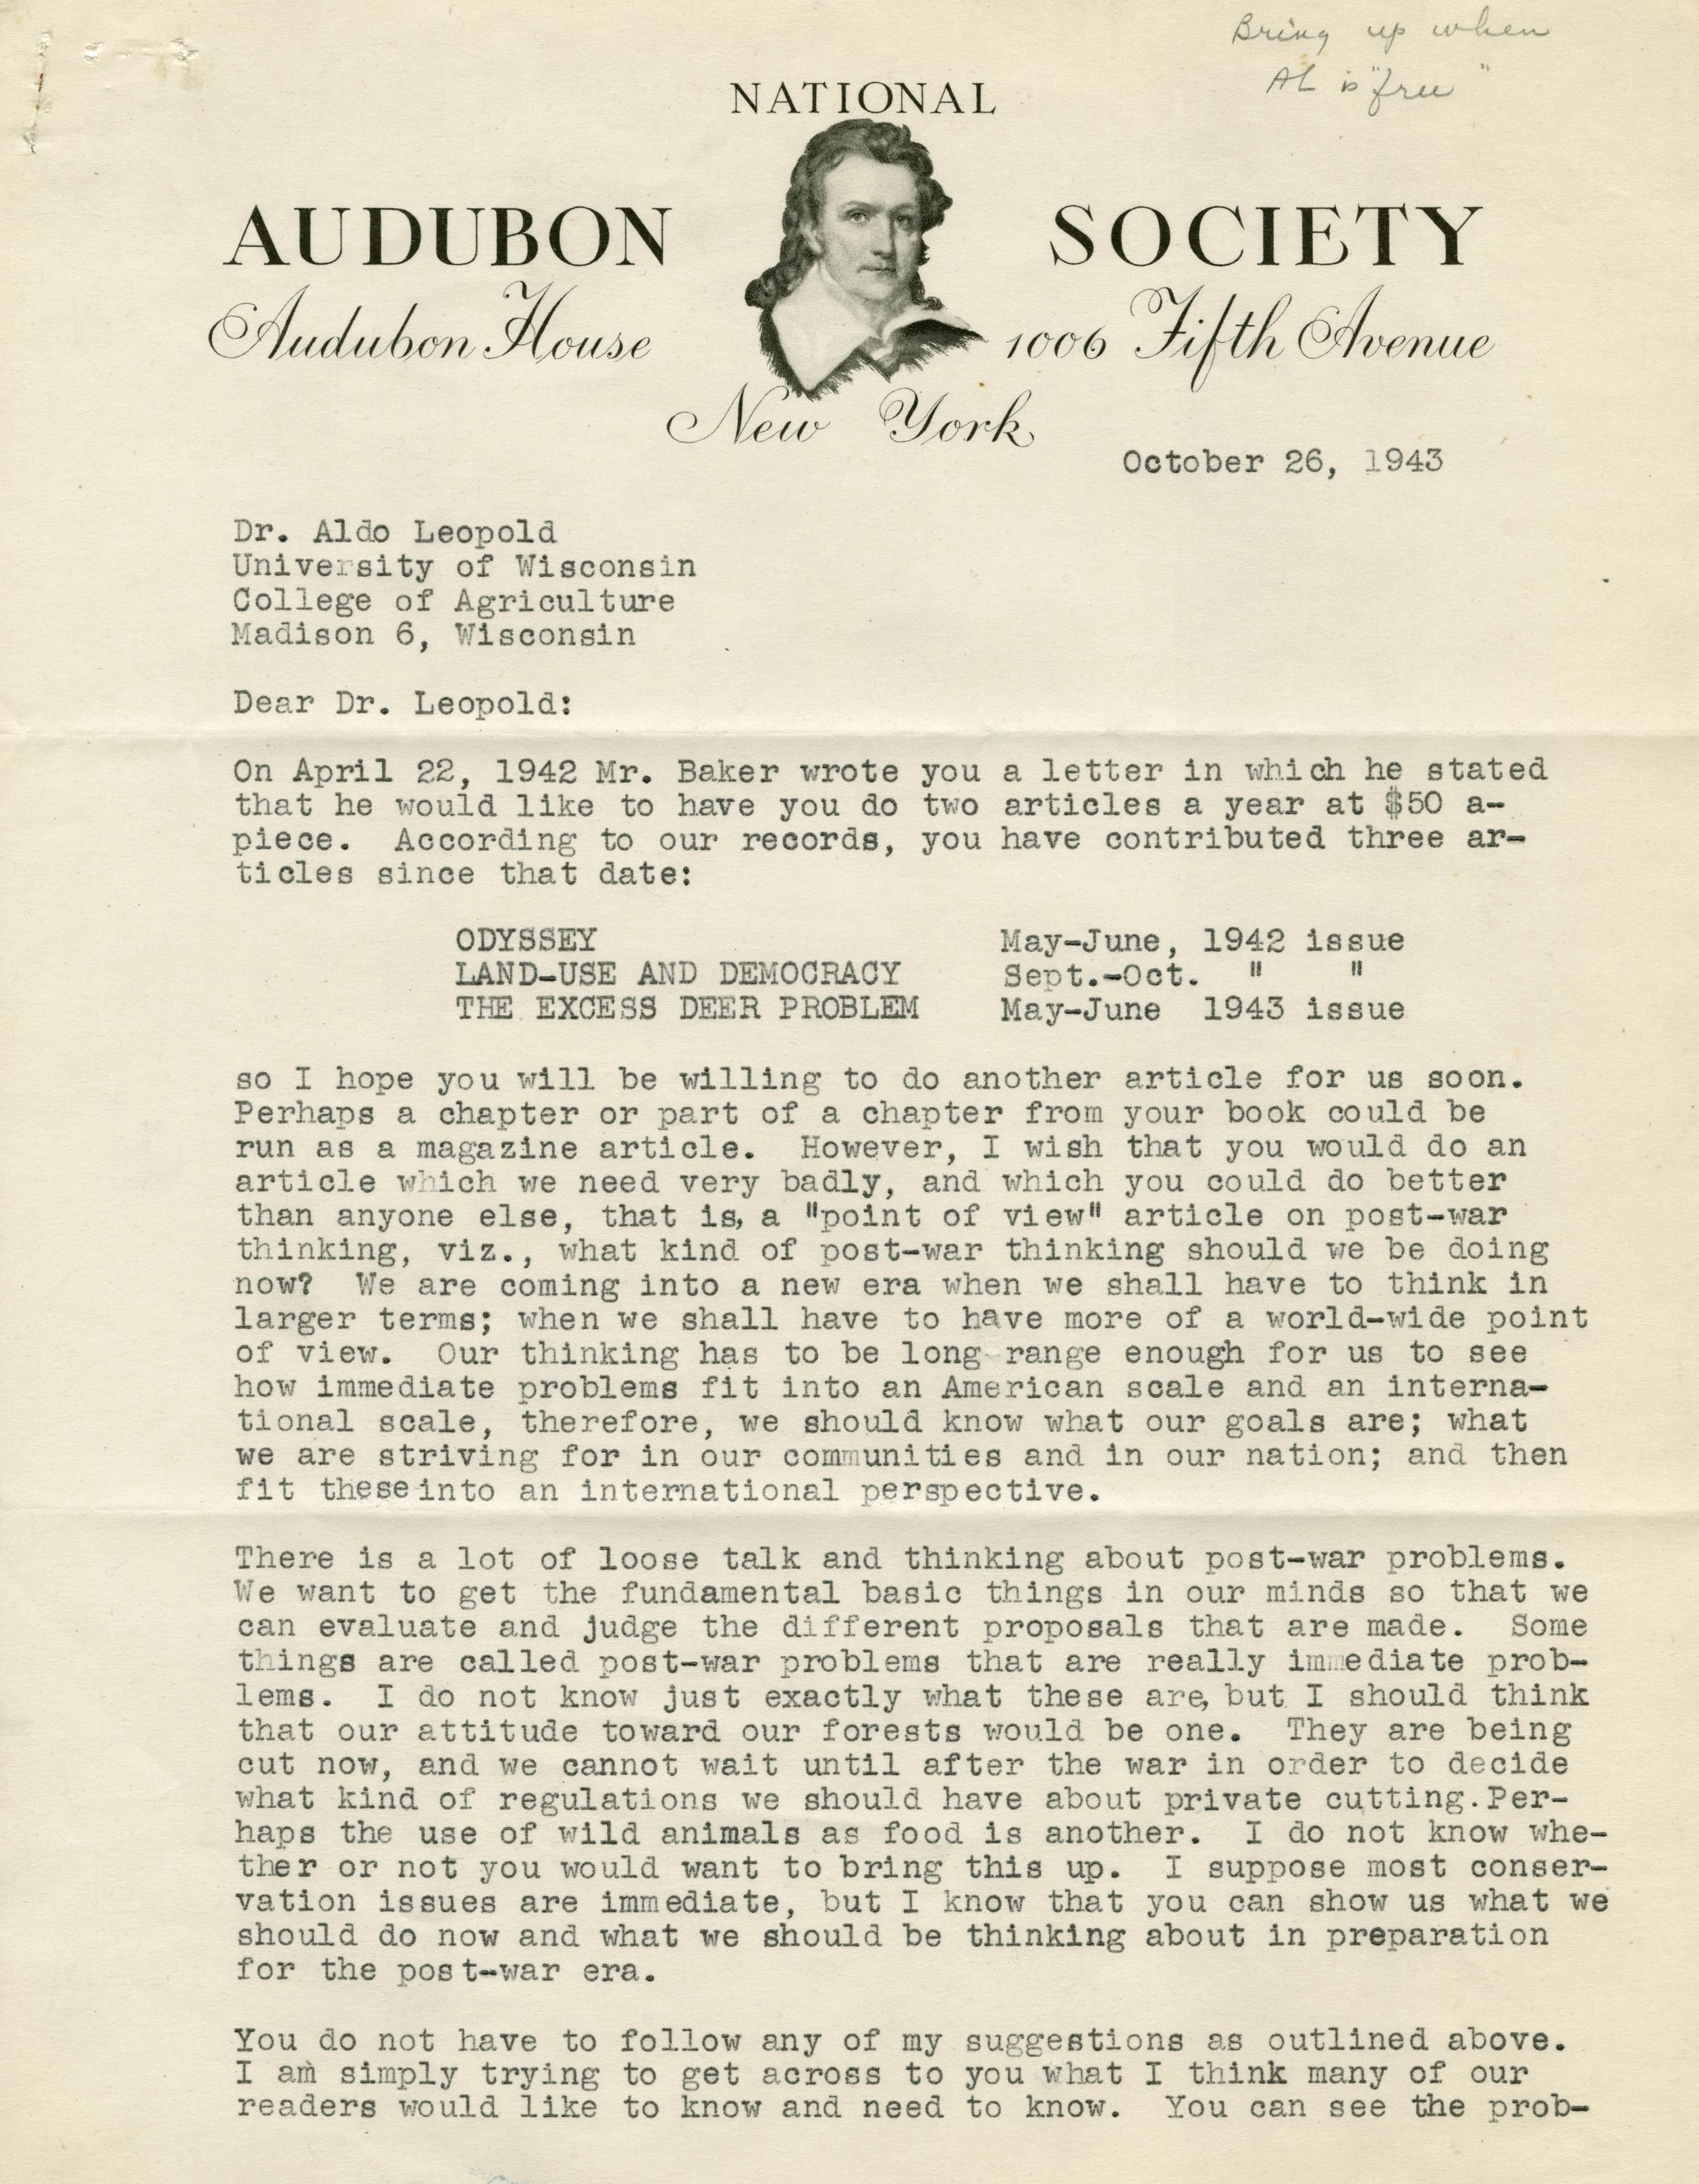 Bring up when
AL is "free"
NATIONAL
AUDUBON SOCIETY
Audubon House 1006 Fifth Avenue
New York
October 26, 1943
Dr. Aldo Leopold
University of Wisconsin
College of Agriculture
Madison 6, Wisconsin
Dear Dr. Leopold:
On April 22, 1942 Mr. Baker wrote you a letter in which he stated
that he would like to have you do two articles a year at $50 a-
piece. According to our records, you have contributed three ar-
ticles since that date:
ODYSSEY May-June, 1942 issue
LAND-USE AND DEMOCRACY Sept.-Oct. " "
THE EXCESS DEER PROBLEM May-June 1943 issue
so I hope you will be willing to do another article for us soon.
Perhaps a chapter or part of a chapter from your book could be
run as a magazine article. However, I wish that you would do an
article which we need very badly, and which you could do better
than anyone else, that is, a "point of view" article on post-war
thinking, viz., what kind of post-war thinking should we be doing
now? We are coming into a new era when we shall have to think in
larger terms; when we shall have to have more of a world-wide point
of view. Our thinking has to be long range enough for us to see
how immediate problems fit into an American scale and an interna-
tional scale, therefore, we should know what our goals are; what
we are striving for in our communities and in our nation; and then
fit these into an international perspective.
There is a lot of loose talk and thinking about post-war problems.
We want to get the fundamental basic things in our minds so that we
can evaluate and judge the different proposals that are made. Some
things are called post-war problems that are really immediate prob-
lems. I do not know just exactly what these are, but I should think
that our attitude toward our forests would be one. They are being
cut now, and we cannot wait until after the war in order to decide
what kind of regulations we should have about private cutting. Per-
haps the use of wild animals as food is another. I do not know whe-
ther or not you would want to bring this up. I suppose most conser-
vation issues are immediate, but I know that you can show us what we
should do now and what we should be thinking about in preparation
for the post-war era.
You do not have to follow any of my suggestions as outlined above.
I am simply trying to get across to you what I think many of our
readers would like to know and need to know. You can see the prob-